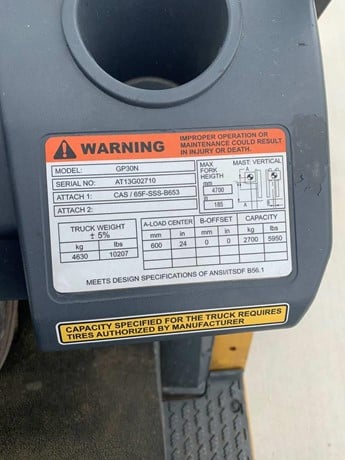 WARNING
IMPROPER OPERATION OR
MAINTENANCE COULD RESULT
IN INJURY OR DEATH.
MODEL: GP30N
SERIAL NO: AT13G02710
ATTACH 1: CAS / 65F-SSS-B653
ATTACH 2:
MAX
FORK
HEIGTH
MAST: VERTICAL
mm
4700
in
185
TRUCK WEIGHT
± 5%
kg lbs
4630 10207
A-LOAD CENTER B-OFFSET CAPACITY
mm in mm in kg lbs
600 24 0 0 2700 5950
MEETS DESIGN SPECIFICATIONS OF ANSI/ITSDF B56.1
CAPACITY SPECIFIED FOR THE TRUCK REQUIRES
TIRES AUTHORIZED BY MANUFACTURER